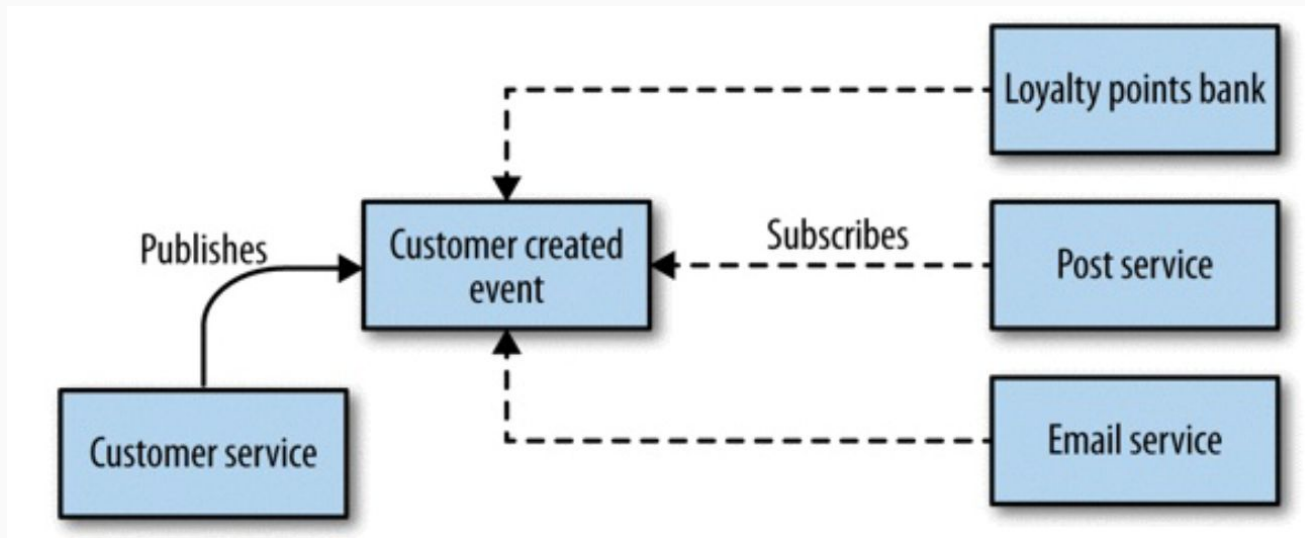 Loyalty points bank
Publishes
Customer created
event
Subscribes
Post service
Customer service
Email service